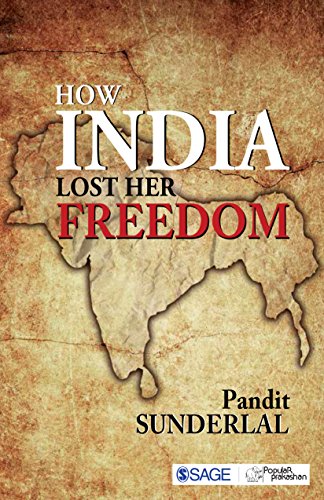 HOW
INDIA
LOST HER
FREEDOM
Pandit
SUNDERLAL
SAGE
PopulaR
prakashan